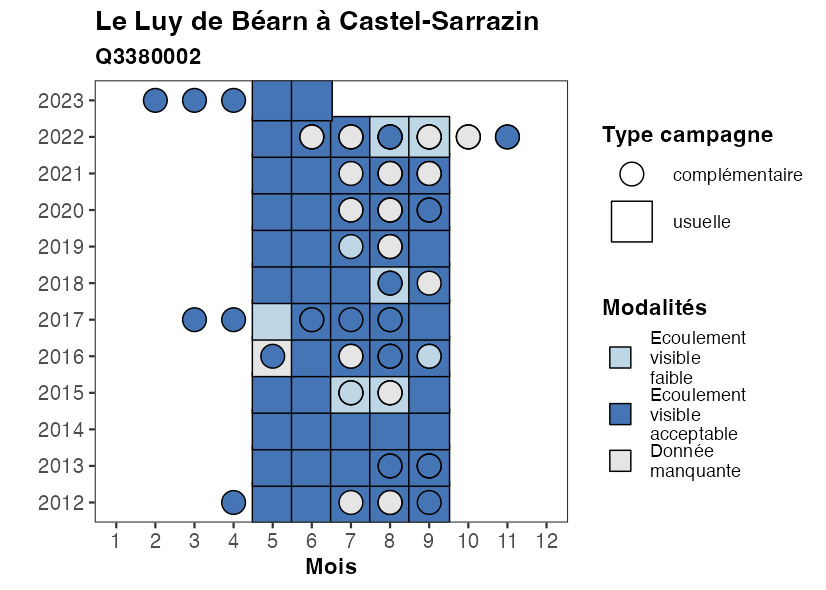 Le Luy de Béarn à Castel-Sarrazin
Q3380002
2023
2022
2021
2020
2019
2018
2017
2016
2015
2014
2013
2012
1 2 3 4 5 6 7 8 9 10 11 12
Mois
Type campagne
complémentaire
usuelle
Modalités
Ecoulement
visible
faible
Ecoulement
visible
acceptable
Donnée
manquante